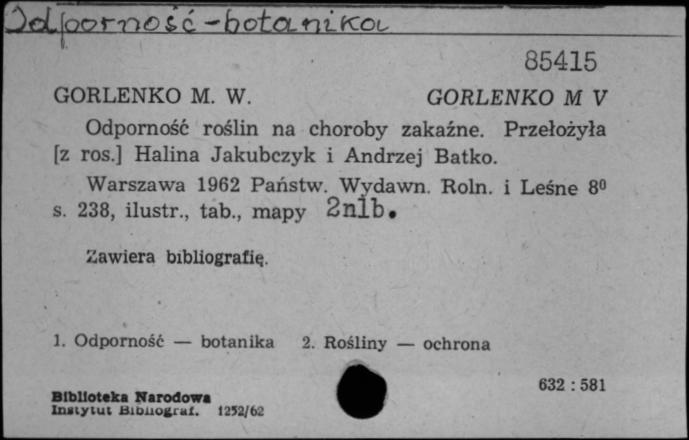 Odporność - botanika
85415
GORLENKO M. W. GORLENKO M V
Odporność roślin na choroby zakaźne. Przełożyła
[z ros.] Halina Jakubczyk i Andrzej Batko.
Warszawa 1962 Państw. Wydawn. Roln. i Leśne 8⁰
s. 238, ilustr., tab., mapy 2nlb.
Zawiera bibliografię.
1. Odporność — botanika 2. Rośliny — ochrona
632 : 581
Biblioteka Narodowa
Instytut Bibliograf. 1252/62